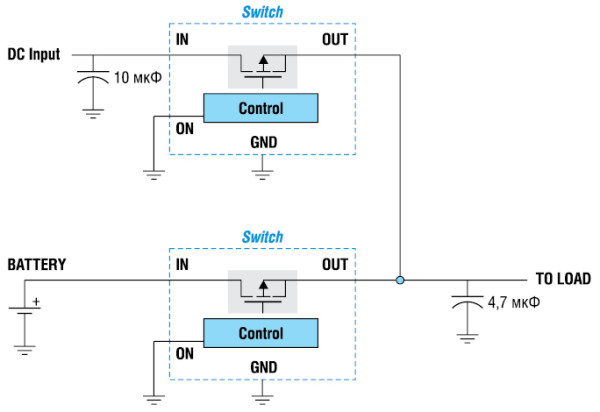 Switch
DC Input
IN
OUT
10 мкФ
Control
ON
GND
Switch
BATTERY
IN
OUT
TO LOAD
+
4,7 мкФ
Control
ON
GND